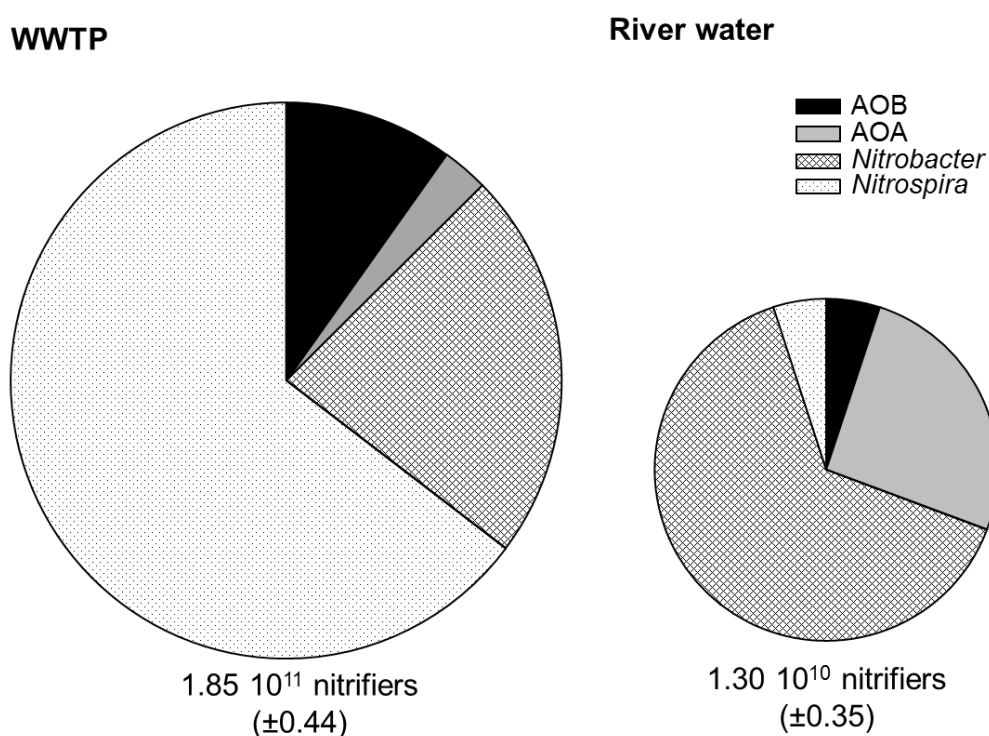 WWTP
River water
AOB
AOA
Nitrobacter
Nitrospira
1.85 10¹¹ nitrifiers
(±0.44)
1.30 10¹⁰ nitrifiers
(±0.35)